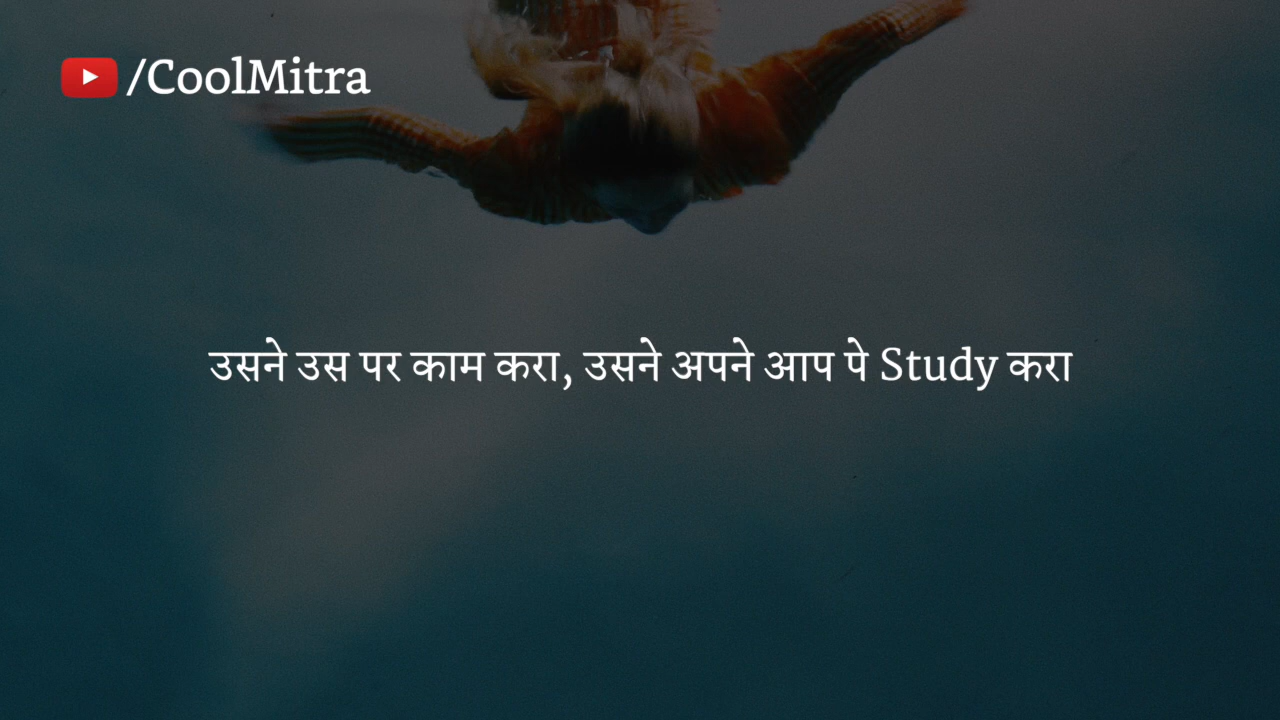 /CoolMitra
उसने उस पर काम करा, उसने अपने आप पे Study करा